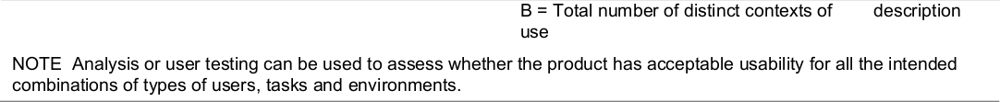 B = Total number of distinct contexts of description
use
NOTE Analysis or user testing can be used to assess whether the product has acceptable usability for all the intended
combinations of types of users, tasks and environments.